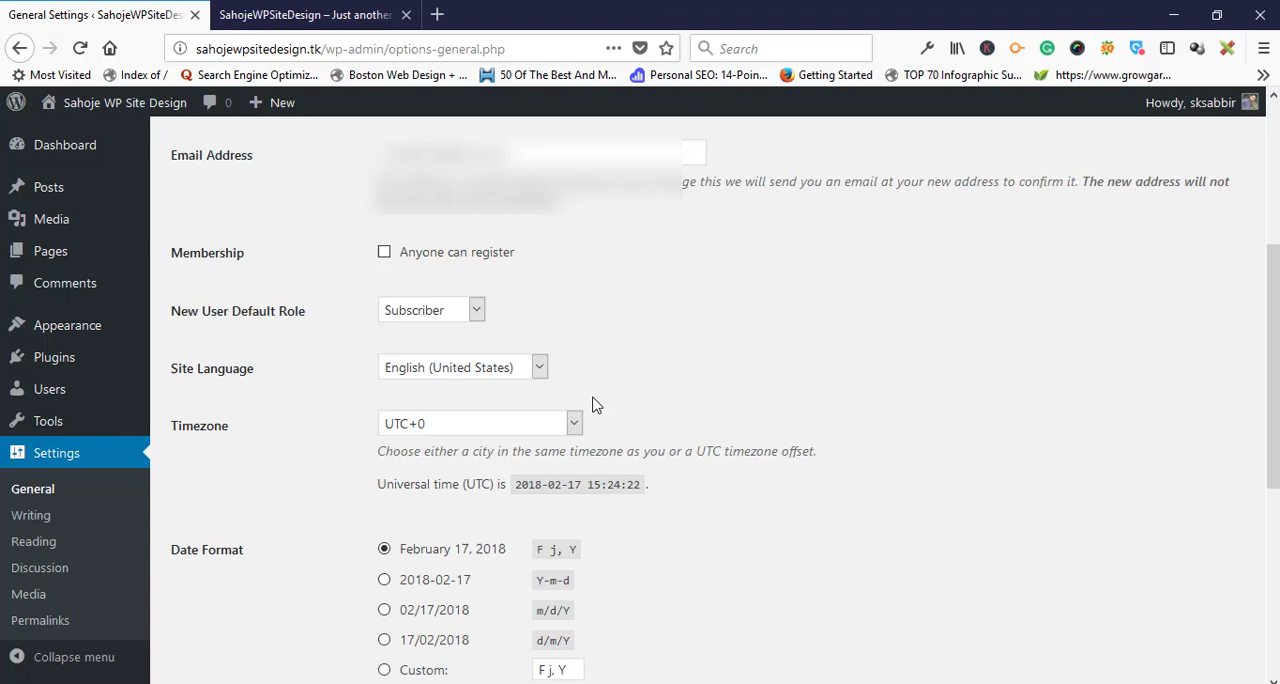 General Settings ‹ SahojeWPSiteDes
SahojeWPSiteDesign – Just another
sahojewpsitedesign.tk/wp-admin/options-general.php
Search
Most Visited
Index of /
Search Engine Optimiz...
Boston Web Design + ...
50 Of The Best And M...
Personal SEO: 14-Poin...
Getting Started
TOP 70 Infographic Su...
https://www.growgar...
Sahoje WP Site Design
0
New
Howdy, sksabbir
Dashboard
Posts
Media
Pages
Comments
Appearance
Plugins
Users
Tools
Settings
General
Writing
Reading
Discussion
Media
Permalinks
Collapse menu
Email Address
ge this we will send you an email at your new address to confirm it. The new address will not
Membership
Anyone can register
New User Default Role
Subscriber
Site Language
English (United States)
Timezone
UTC+0
Choose either a city in the same timezone as you or a UTC timezone offset.
Universal time (UTC) is 2018-02-17 15:24:22 .
Date Format
February 17, 2018 F j, Y
2018-02-17 Y-m-d
02/17/2018 m/d/Y
17/02/2018 d/m/Y
Custom: F j, Y